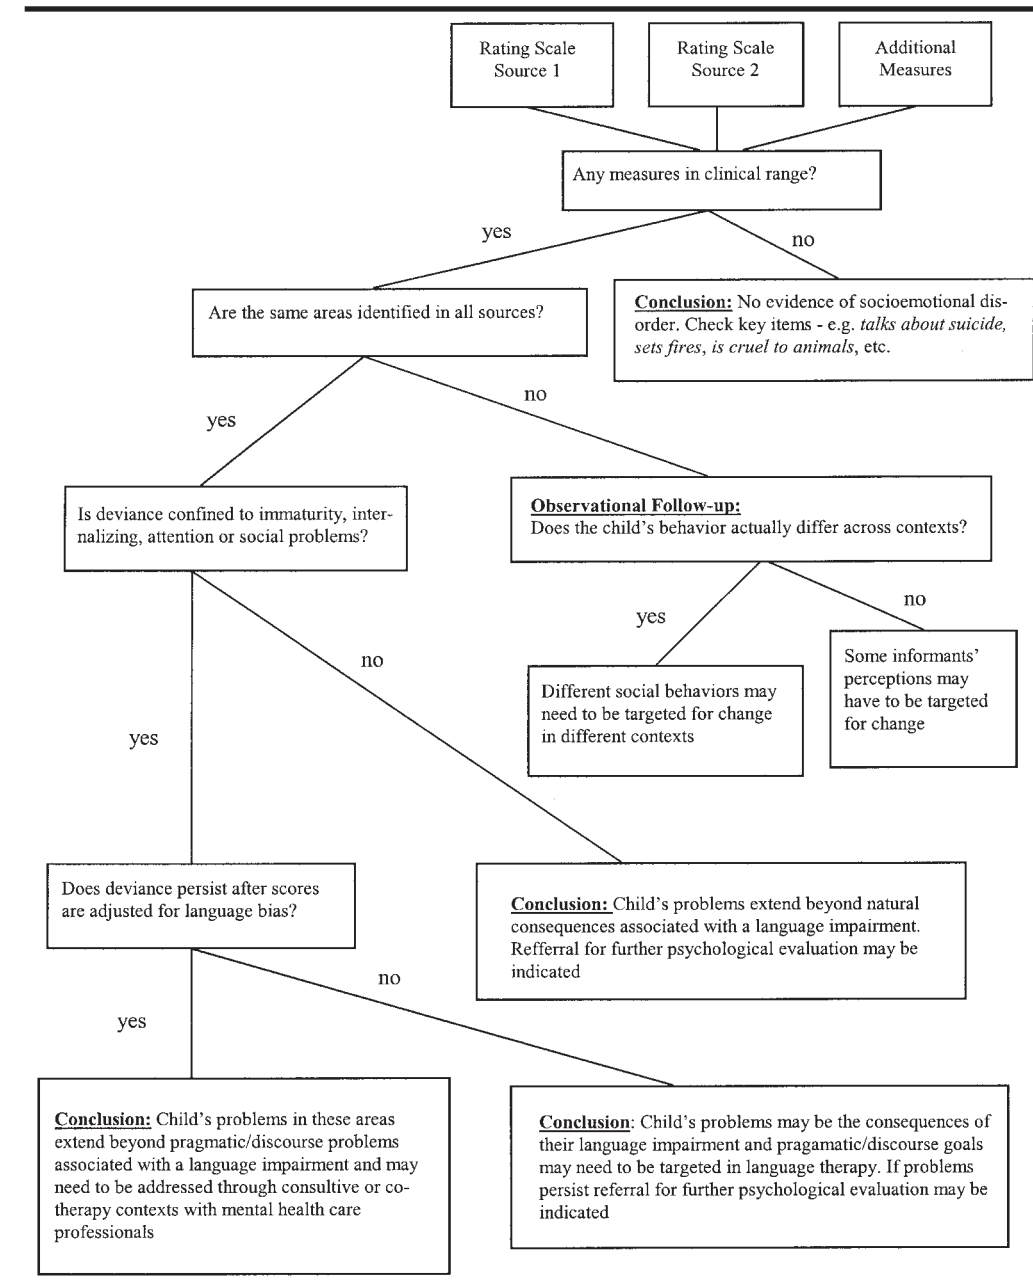 Rating Scale
Source 1
Rating Scale
Source 2
Additional
Measures
Any measures in clinical range?
yes
no
Are the same areas identified in all sources?
Conclusion: No evidence of socioemotional dis-
order. Check key items - e.g. talks about suicide,
sets fires, is cruel to animals, etc.
yes
no
Is deviance confined to immaturity, inter-
nalizing, attention or social problems?
Observational Follow-up:
Does the child's behavior actually differ across contexts?
yes
no
Different social behaviors may
need to be targeted for change
in different contexts
Some informants'
perceptions may
have to be targeted
for change
yes
no
Does deviance persist after scores
are adjusted for language bias?
Conclusion: Child's problems extend beyond natural
consequences associated with a language impairment.
Refferral for further psychological evaluation may be
indicated
yes
no
Conclusion: Child's problems in these areas
extend beyond pragmatic/discourse problems
associated with a language impairment and may
need to be addressed through consultive or co-
therapy contexts with mental health care
professionals
Conclusion: Child's problems may be the consequences of
their language impairment and pragamatic/discourse goals
may need to be targeted in language therapy. If problems
persist referral for further psychological evaluation may be
indicated